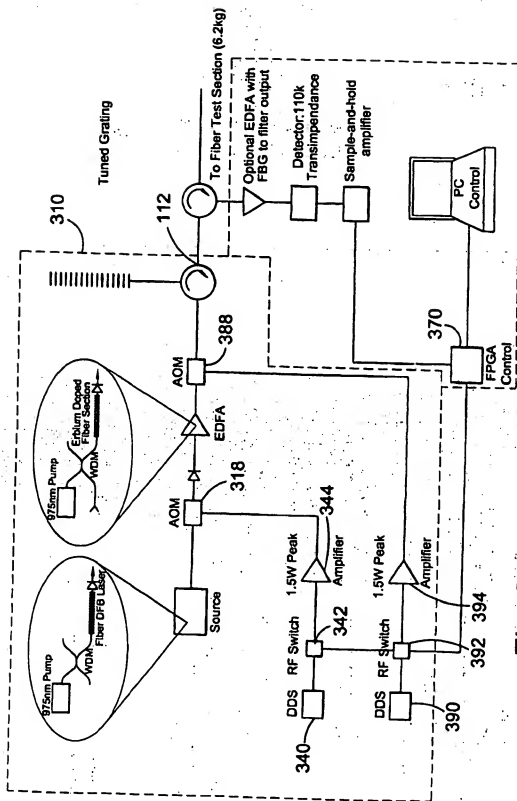 310
Tuned Grating
975nm Pump
WDM
Fiber DFB Laser
975nm Pump
WDM
Erbium Doped
Fiber Section
112
To Fiber Test Section (6.2kg)
Source
AOM
318
EDFA
AOM
388
Optional EDFA with
FBG to filter output
Detector:110k
Transimpendance
Sample-and-hold
amplifier
DDS
340
RF Switch
342
1.5W Peak
Amplifier
344
DDS
390
RF Switch
392
1.5W Peak
Amplifier
394
370
FPGA
Control
PC
Control